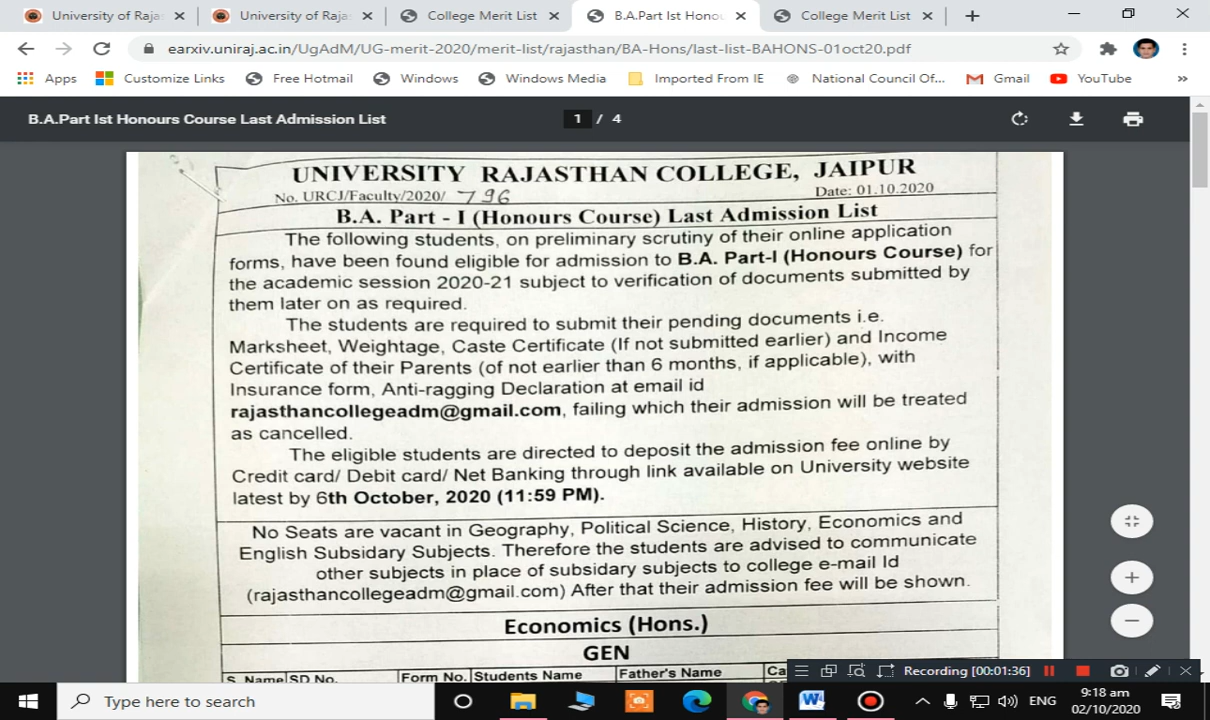 University of Raja
University of Raja
College Merit List
B.A.Part Ist Hono
College Merit List
earxiv.uniraj.ac.in/UgAdM/UG-merit-2020/merit-list/rajasthan/BA-Hons/last-list-BAHONS-01oct20.pdf
Apps Customize Links Free Hotmail Windows Windows Media Imported From IE National Council Of... Gmail YouTube »
B.A.Part Ist Honours Course Last Admission List 1 / 4
UNIVERSITY RAJASTHAN COLLEGE, JAIPUR
No. URCJ/Faculty/2020/ 796 Date: 01.10.2020
B.A. Part - I (Honours Course) Last Admission List
The following students, on preliminary scrutiny of their online application
forms, have been found eligible for admission to B.A. Part-I (Honours Course) for
the academic session 2020-21 subject to verification of documents submitted by
them later on as required.
The students are required to submit their pending documents i.e.
Marksheet, Weightage, Caste Certificate (If not submitted earlier) and Income
Certificate of their Parents (of not earlier than 6 months, if applicable), with
Insurance form, Anti-ragging Declaration at email id
rajasthancollegeadm@gmail.com, failing which their admission will be treated
as cancelled.
The eligible students are directed to deposit the admission fee online by
Credit card/ Debit card/ Net Banking through link available on University website
latest by 6th October, 2020 (11:59 PM).
No Seats are vacant in Geography, Political Science, History, Economics and
English Subsidary Subjects. Therefore the students are advised to communicate
other subjects in place of subsidary subjects to college e-mail Id
(rajasthancollegeadm@gmail.com) After that their admission fee will be shown.
Economics (Hons.)
GEN
S. Name SD No. Form No. Students Name Father's Name Ca
Recording [00:01:36]
Type here to search
ENG
9:18 am
02/10/2020